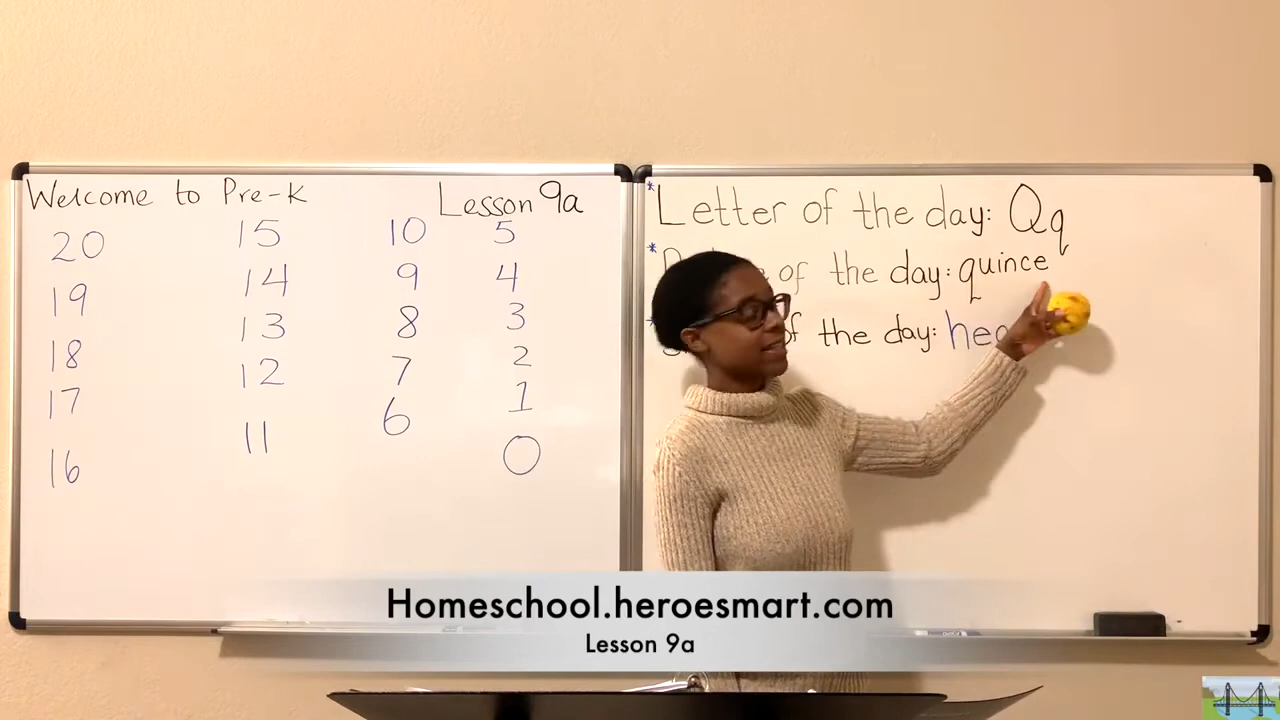 Welcome to Pre-K
Lesson 9a
20 15 10 5
19 14 9 4
18 13 8 3
17 12 7 2
16 11 6 1
0
* Letter of the day: Qq
* of the day: quince
* of the day:
Homeschool.heroesmart.com
Lesson 9a